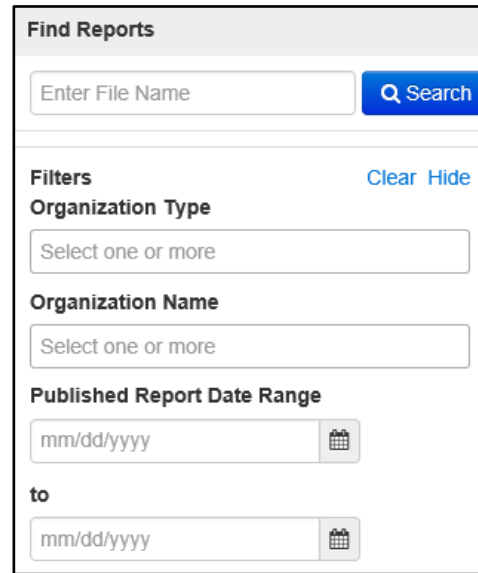 Find Reports
Enter File Name Search
Filters Clear Hide
Organization Type
Select one or more
Organization Name
Select one or more
Published Report Date Range
mm/dd/yyyy
to
mm/dd/yyyy